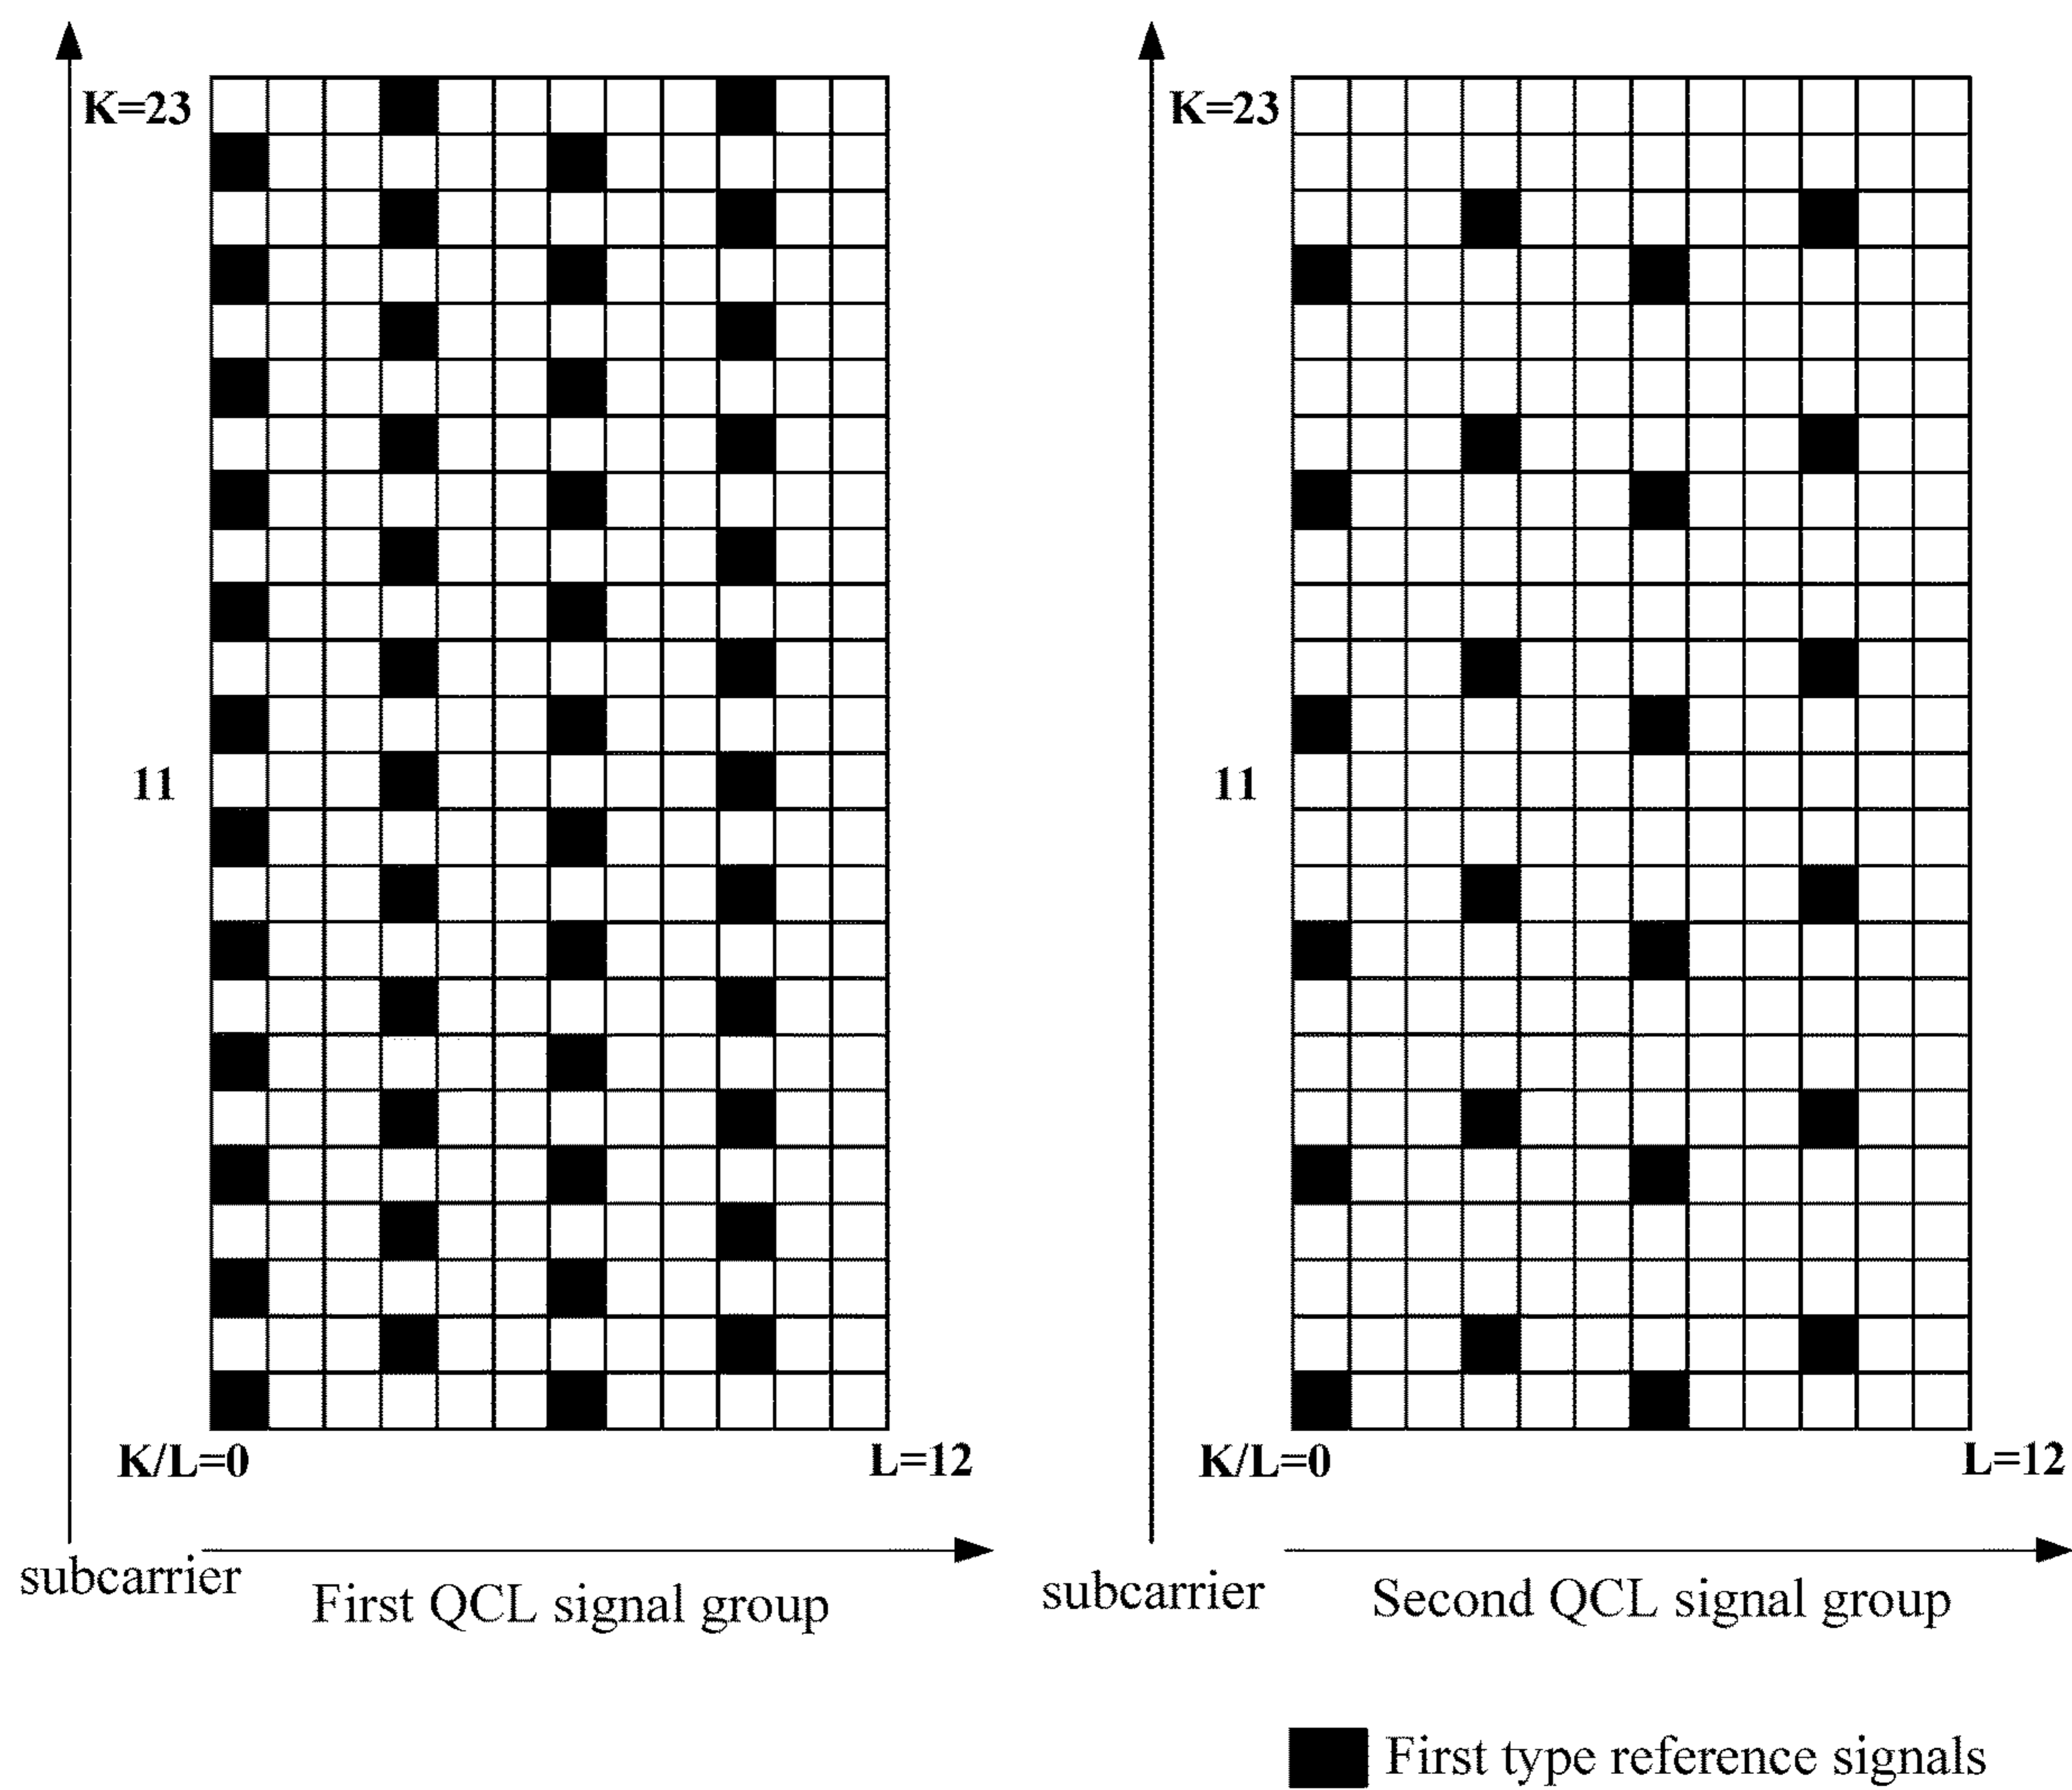 K=23
11
K/L=0
L=12
subcarrier
First QCL signal group
K=23
11
K/L=0
L=12
subcarrier
Second QCL signal group
First type reference signals